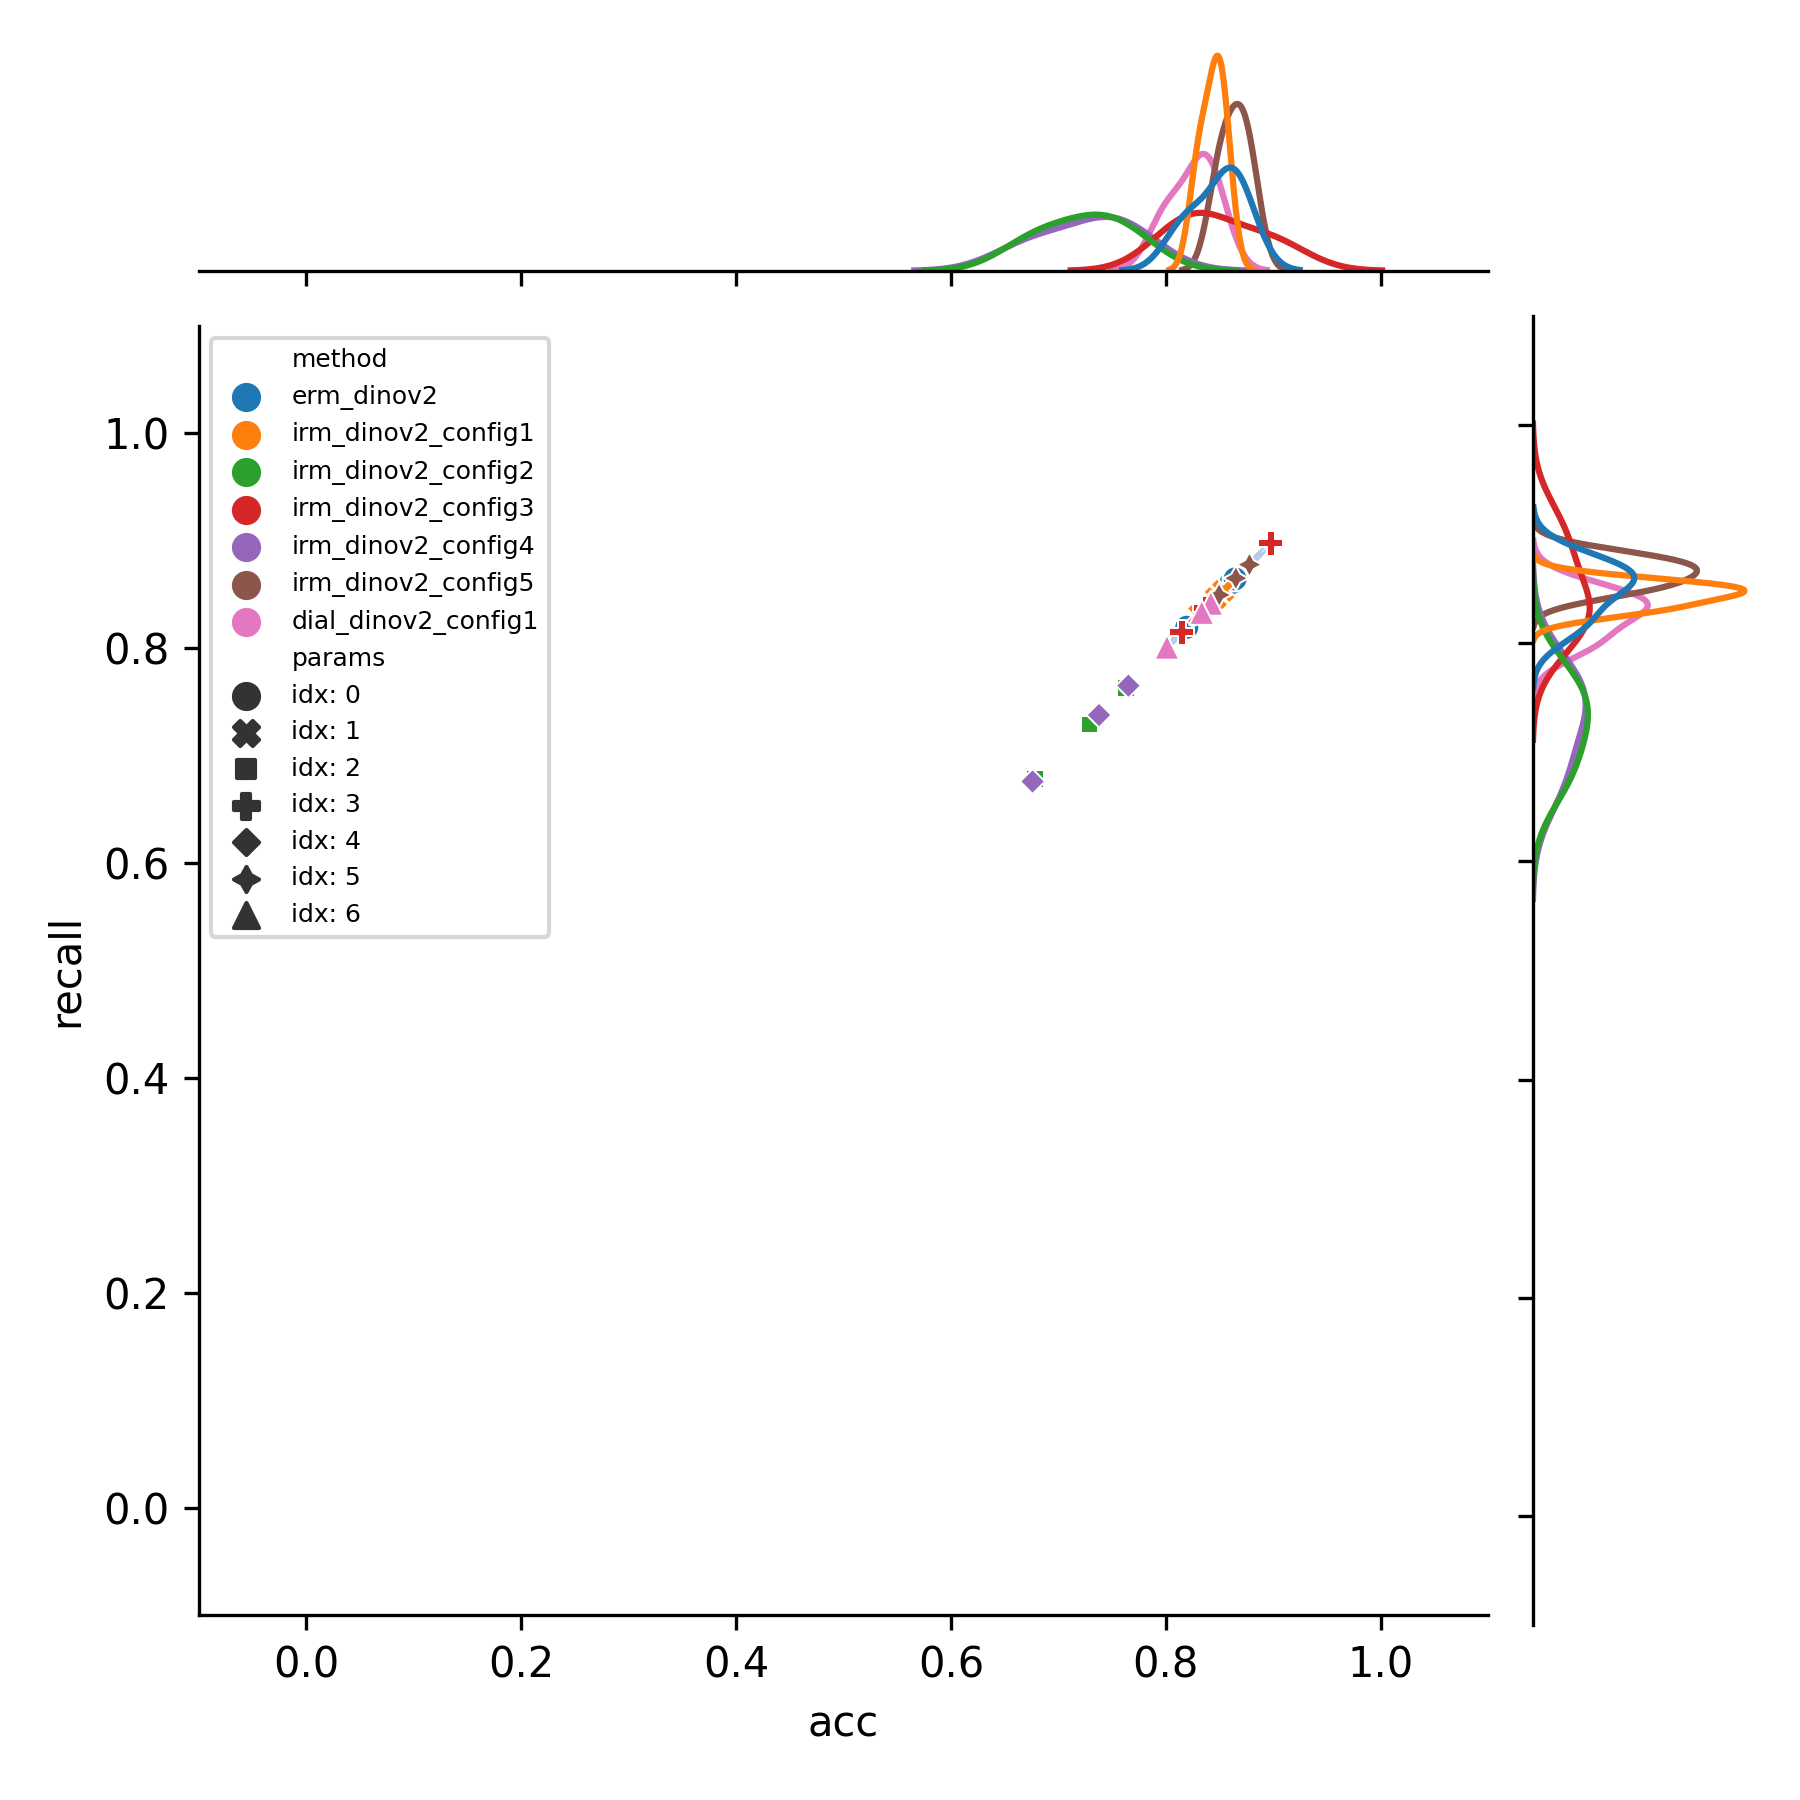 method
erm_dinov2
irm_dinov2_config1
irm_dinov2_config2
irm_dinov2_config3
irm_dinov2_config4
irm_dinov2_config5
dial_dinov2_config1
params
idx: 0
idx: 1
idx: 2
idx: 3
idx: 4
idx: 5
idx: 6
1.0
0.8
0.6
0.4
0.2
0.0
recall
0.0 0.2 0.4 0.6 0.8 1.0
acc